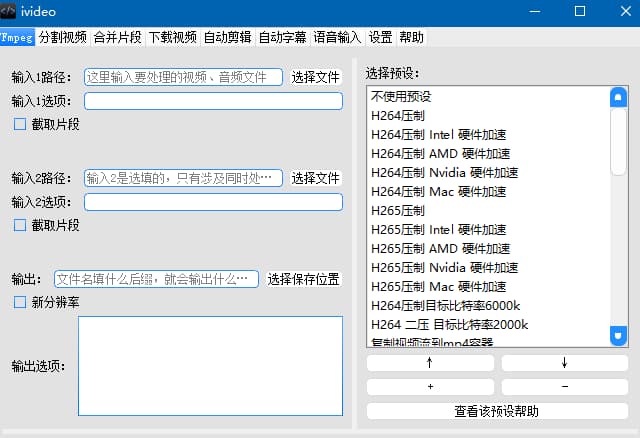 ivideo
FFmpeg 分割视频 合并片段 下载视频 自动剪辑 自动字幕 语音输入 设置 帮助
输入1路径： 这里输入要处理的视频、音频文件 选择文件
输入1选项：
截取片段
输入2路径： 输入2是选填的，只有涉及同时处… 选择文件
输入2选项：
截取片段
输出： 文件名填什么后缀，就会输出什么… 选择保存位置
新分辨率
输出选项：
选择预设：
不使用预设
H264压制
H264压制 Intel 硬件加速
H264压制 AMD 硬件加速
H264压制 Nvidia 硬件加速
H264压制 Mac 硬件加速
H265压制
H265压制 Intel 硬件加速
H265压制 AMD 硬件加速
H265压制 Nvidia 硬件加速
H265压制 Mac 硬件加速
H264压制目标比特率6000k
H264 二压 目标比特率2000k
复制视频流到mp4容器
↑ ↓
+ -
查看该预设帮助